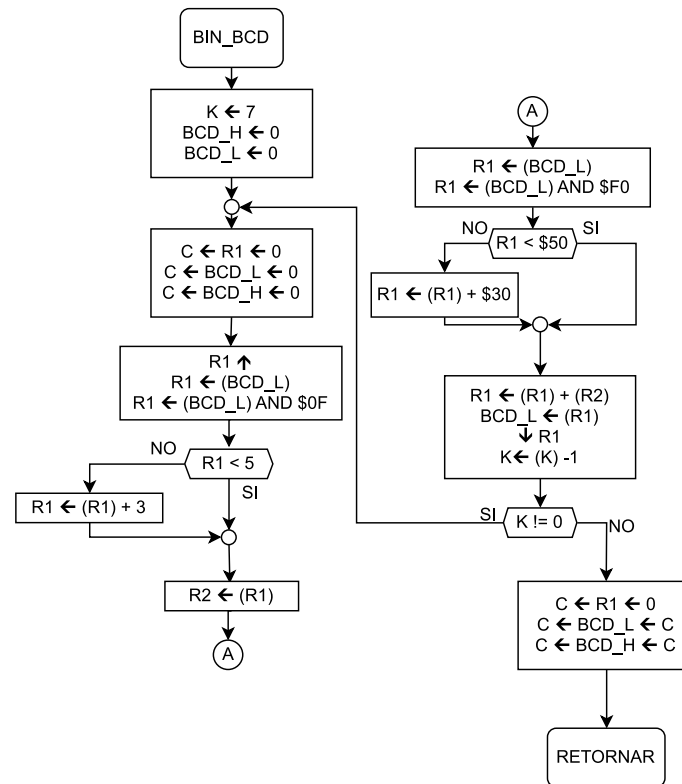 BIN_BCD
K ← 7
BCD_H ← 0
BCD_L ← 0
C ← R1 ← 0
C ← BCD_L ← 0
C ← BCD_H ← 0
R1 ↑
R1 ← (BCD_L)
R1 ← (BCD_L) AND $0F
NO
R1 < 5
SI
R1 ← (R1) + 3
R2 ← (R1)
A
A
R1 ← (BCD_L)
R1 ← (BCD_L) AND $F0
NO
R1 < $50
SI
R1 ← (R1) + $30
R1 ← (R1) + (R2)
BCD_L ← (R1)
↓ R1
K ← (K) -1
SI
K != 0
NO
C ← R1 ← 0
C ← BCD_L ← C
C ← BCD_H ← C
RETORNAR